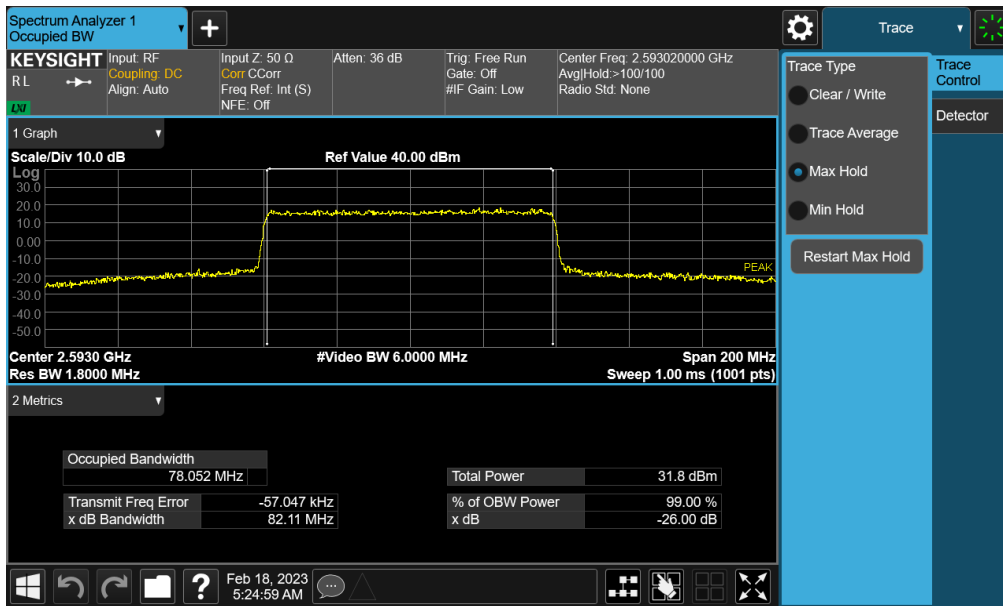 Spectrum Analyzer 1
Occupied BW
Trace
KEYSIGHT
R L
LXI
Input: RF
Coupling: DC
Align: Auto
Input Z: 50 Ω
Corr CCorr
Freq Ref: Int (S)
NFE: Off
Atten: 36 dB
Trig: Free Run
Gate: Off
#IF Gain: Low
Center Freq: 2.593020000 GHz
Avg|Hold:>100/100
Radio Std: None
1 Graph
Scale/Div 10.0 dB
Ref Value 40.00 dBm
Log
30.0
20.0
10.0
0.00
-10.0
-20.0
-30.0
-40.0
-50.0
PEAK
Center 2.5930 GHz
#Video BW 6.0000 MHz
Span 200 MHz
Res BW 1.8000 MHz
Sweep 1.00 ms (1001 pts)
2 Metrics
Occupied Bandwidth
78.052 MHz
Total Power 31.8 dBm
Transmit Freq Error -57.047 kHz
% of OBW Power 99.00 %
x dB Bandwidth 82.11 MHz
x dB -26.00 dB
Trace Type
Clear / Write
Trace Average
Max Hold
Min Hold
Restart Max Hold
Trace
Control
Detector
?
Feb 18, 2023
5:24:59 AM